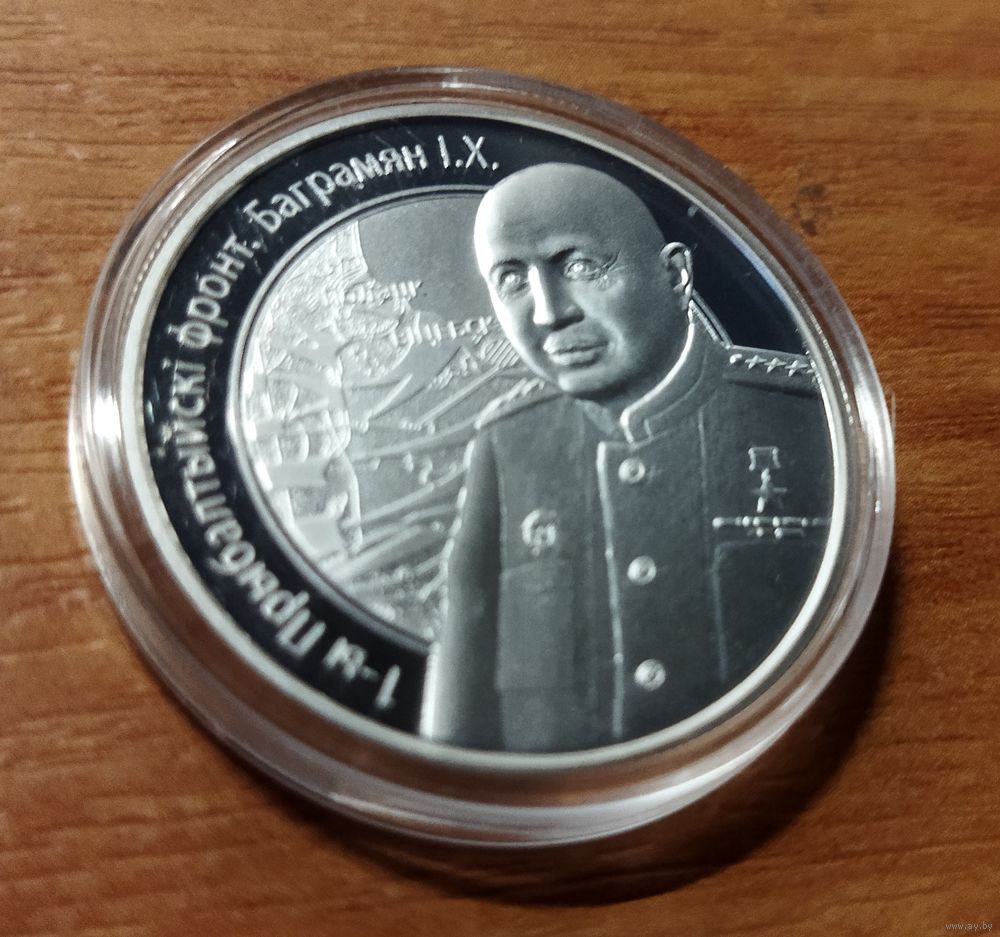 1-ы Прыбалтыйскі фронт. Баграмян І.Х.
www.ay.by